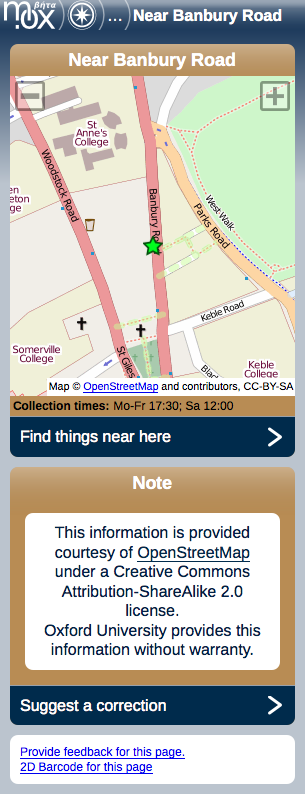 mox βήτα
... Near Banbury Road
Near Banbury Road
St
Anne's
College
Woodstock Road
Banbury
West Walk
Parks Road
Keble Road
Somerville
College
St Giles
Keble
College
Map © OpenStreetMap and contributors, CC-BY-SA
Collection times: Mo-Fr 17:30; Sa 12:00
Find things near here
Note
This information is provided
courtesy of OpenStreetMap
under a Creative Commons
Attribution-ShareAlike 2.0
license.
Oxford University provides this
information without warranty.
Suggest a correction
Provide feedback for this page.
2D Barcode for this page